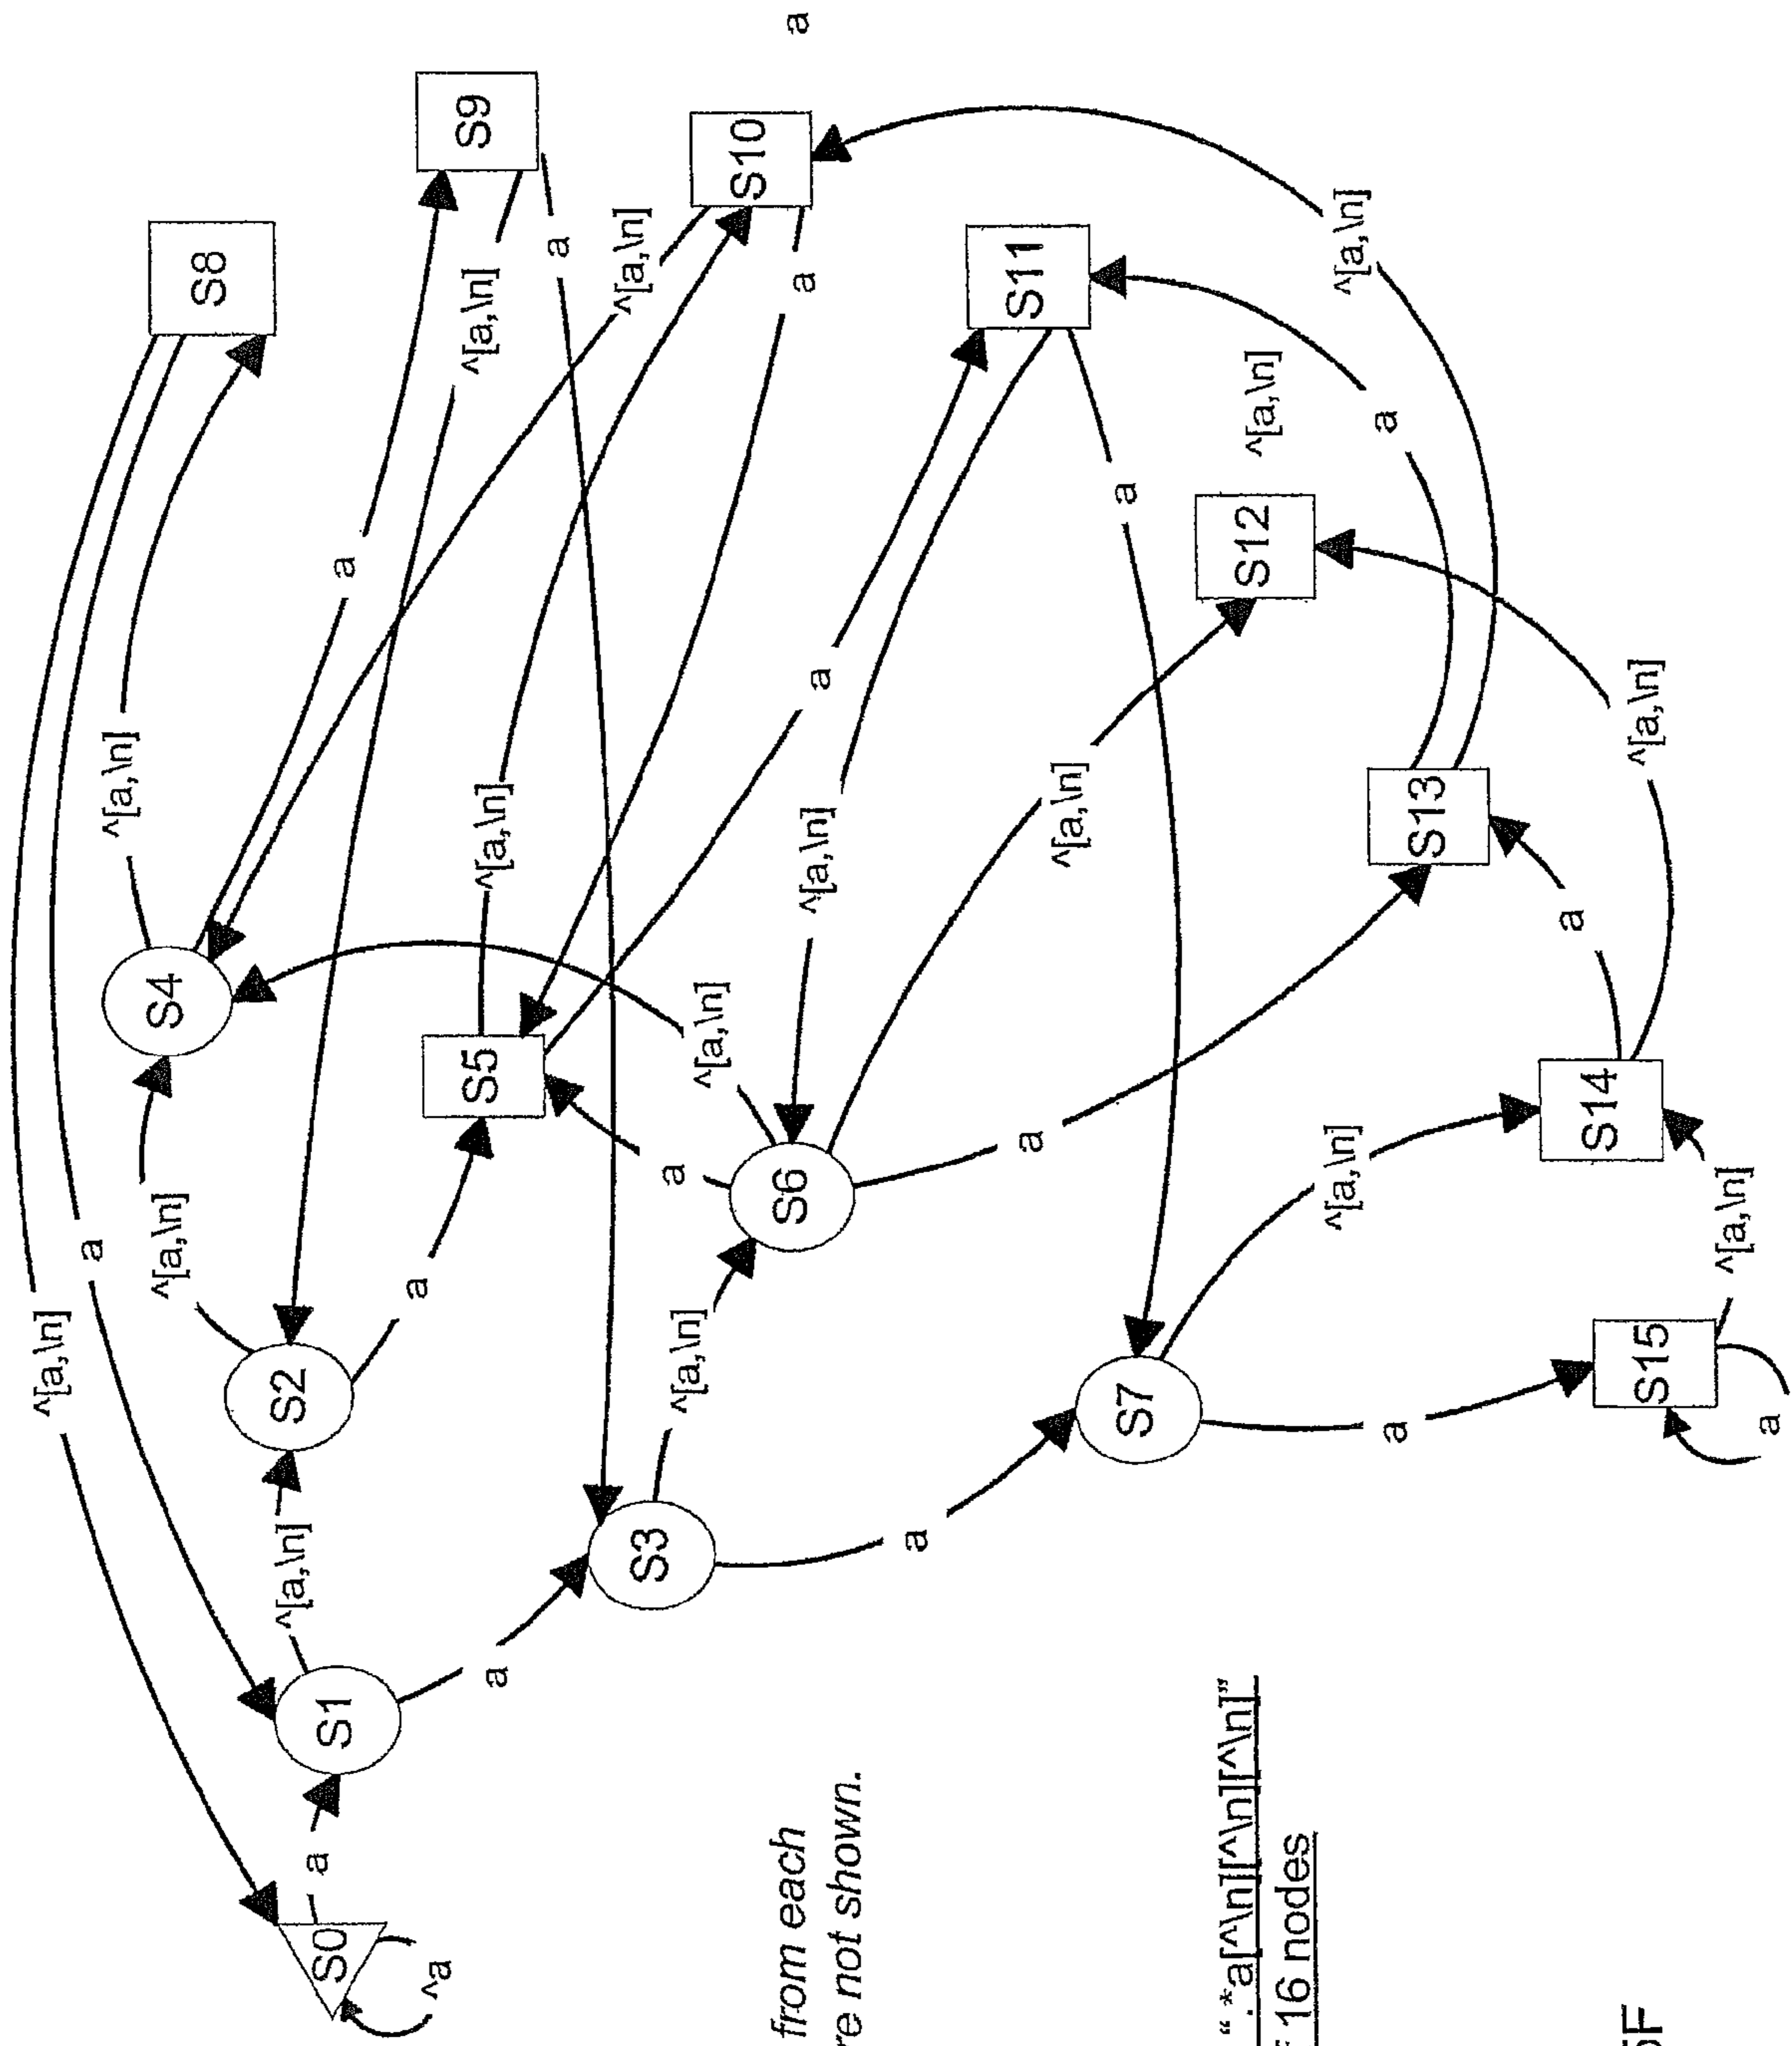 ^[a,\n]
a
^[a,\n]
S4
^[a,\n]
S8
S2
^[a,\n]
a
S0
S1
a
a
^a
S9
^[a,\n]
S5
^[a,\n]
a
a
^[a,\n]
S3
a
^[a,\n]
^[a,\n]
S10
from each
S6
a
a
^[a,\n]
a
re not shown.
a
S11
a
^[a,\n]
a
S7
“.*a[^\n][^\n][^\n]”
S12
^[a,\n]
16 nodes
^[a,\n]
^[a,\n]
a
a
S13
a
S14
5F
S15
^[a,\n]
^[a,\n]
a